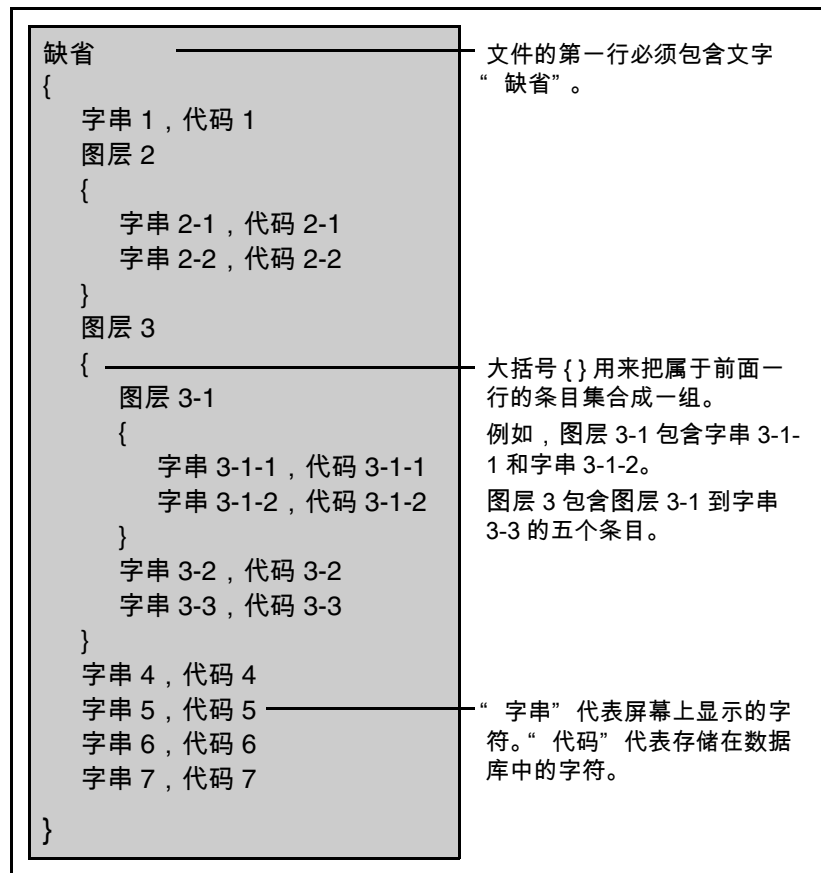 缺省
{
字串 1，代码 1
图层 2
{
字串 2-1，代码 2-1
字串 2-2，代码 2-2
}
图层 3
{
图层 3-1
{
字串 3-1-1，代码 3-1-1
字串 3-1-2，代码 3-1-2
}
字串 3-2，代码 3-2
字串 3-3，代码 3-3
}
字串 4，代码 4
字串 5，代码 5
字串 6，代码 6
字串 7，代码 7
}
文件的第一行必须包含文字
“ 缺省” 。
大括号 { } 用来把属于前面一
行的条目集合成一组。
例如，图层 3-1 包含字串 3-1-
1 和字串 3-1-2。
图层 3 包含图层 3-1 到字串
3-3 的五个条目。
“ 字串” 代表屏幕上显示的字
符。“ 代码” 代表存储在数据
库中的字符。